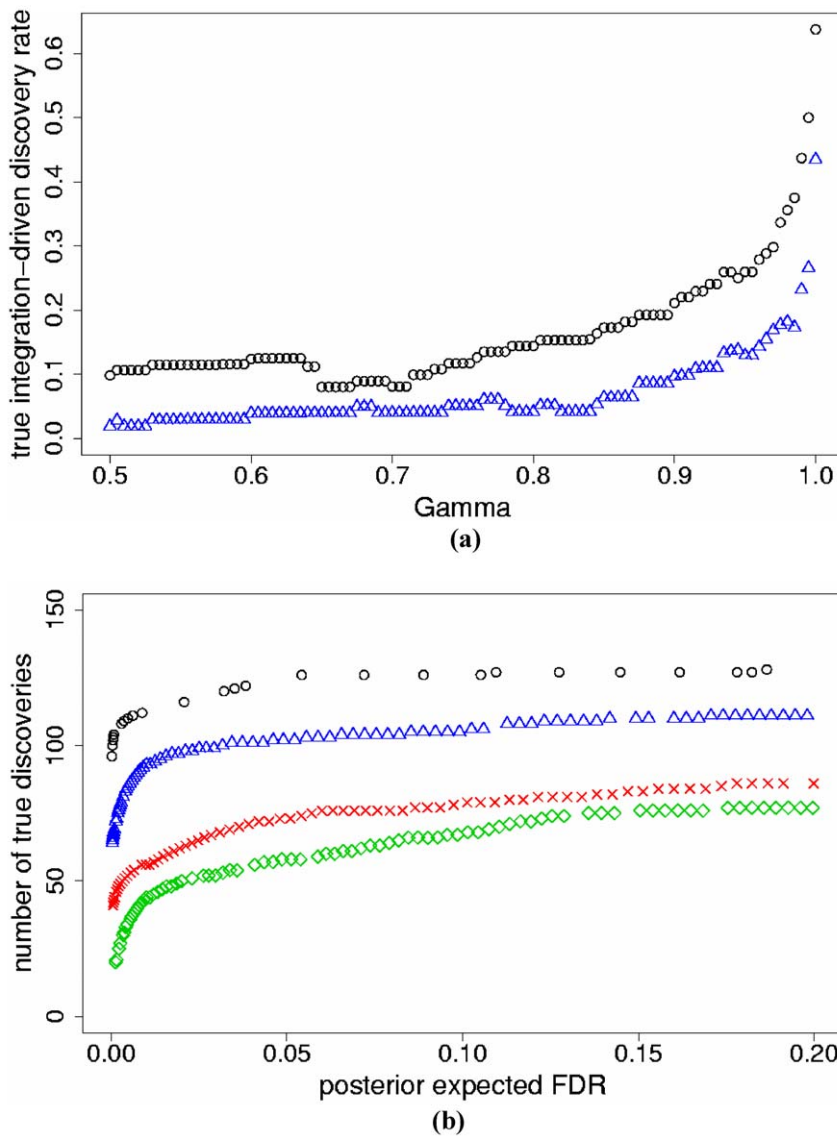 true integration-driven discovery rate
0.6
0.5
0.4
0.3
0.2
0.1
0.0
0.5 0.6 0.7 0.8 0.9 1.0
Gamma
(a)
number of true discoveries
150
100
50
0
0.00 0.05 0.10 0.15 0.20
posterior expected FDR
(b)